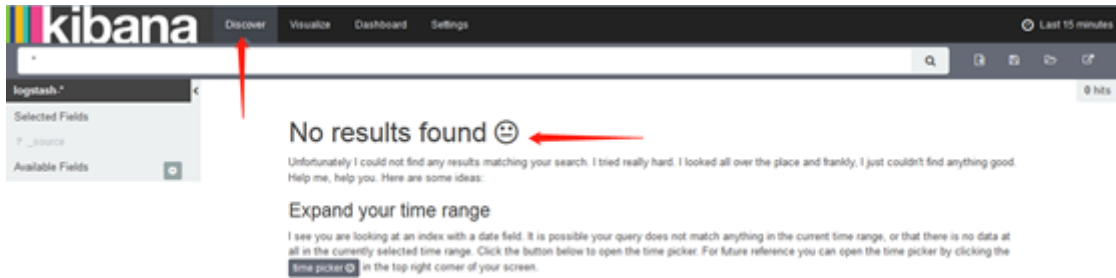 kibana Discover Visualize Dashboard Settings Last 15 minutes
*
logstash-* 0 hits
Selected Fields
? _source
Available Fields
No results found
Unfortunately I could not find any results matching your search. I tried really hard. I looked all over the place and frankly, I just couldn't find anything good.
Help me, help you. Here are some ideas:
Expand your time range
I see you are looking at an index with a date field. It is possible your query does not match anything in the current time range, or that there is no data at
all in the currently selected time range. Click the button below to open the time picker. For future reference you can open the time picker by clicking the
time picker in the top right corner of your screen.